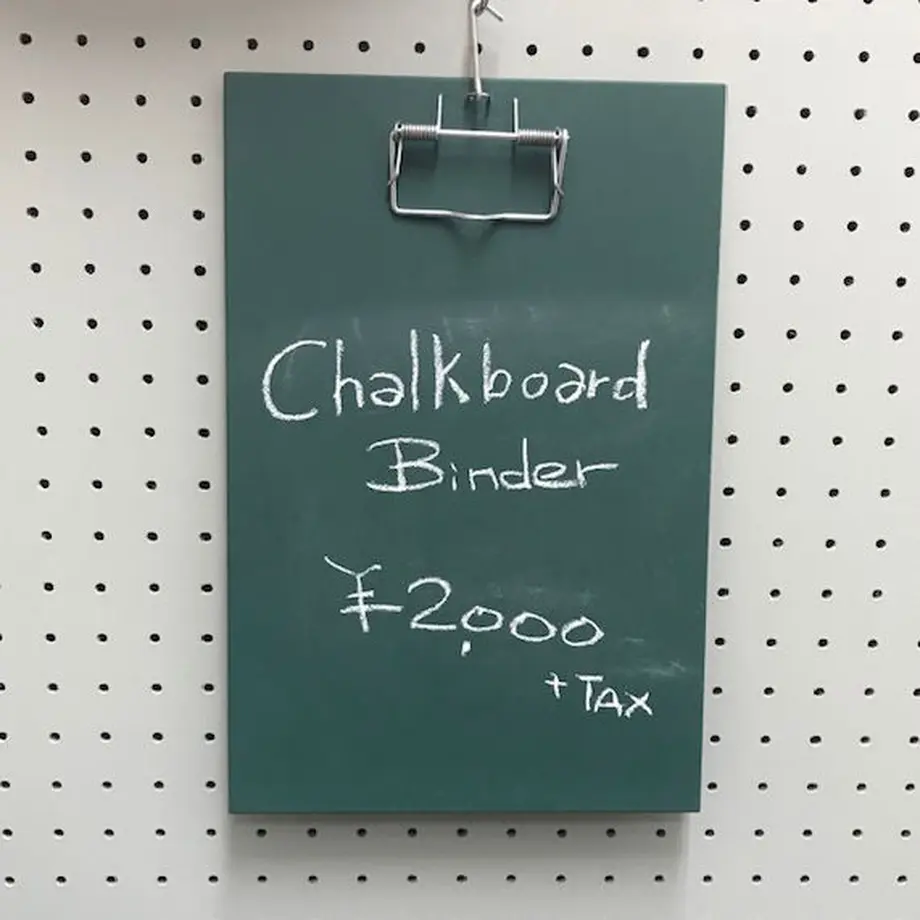 Chalkboard
Binder
¥2,000
+TAX